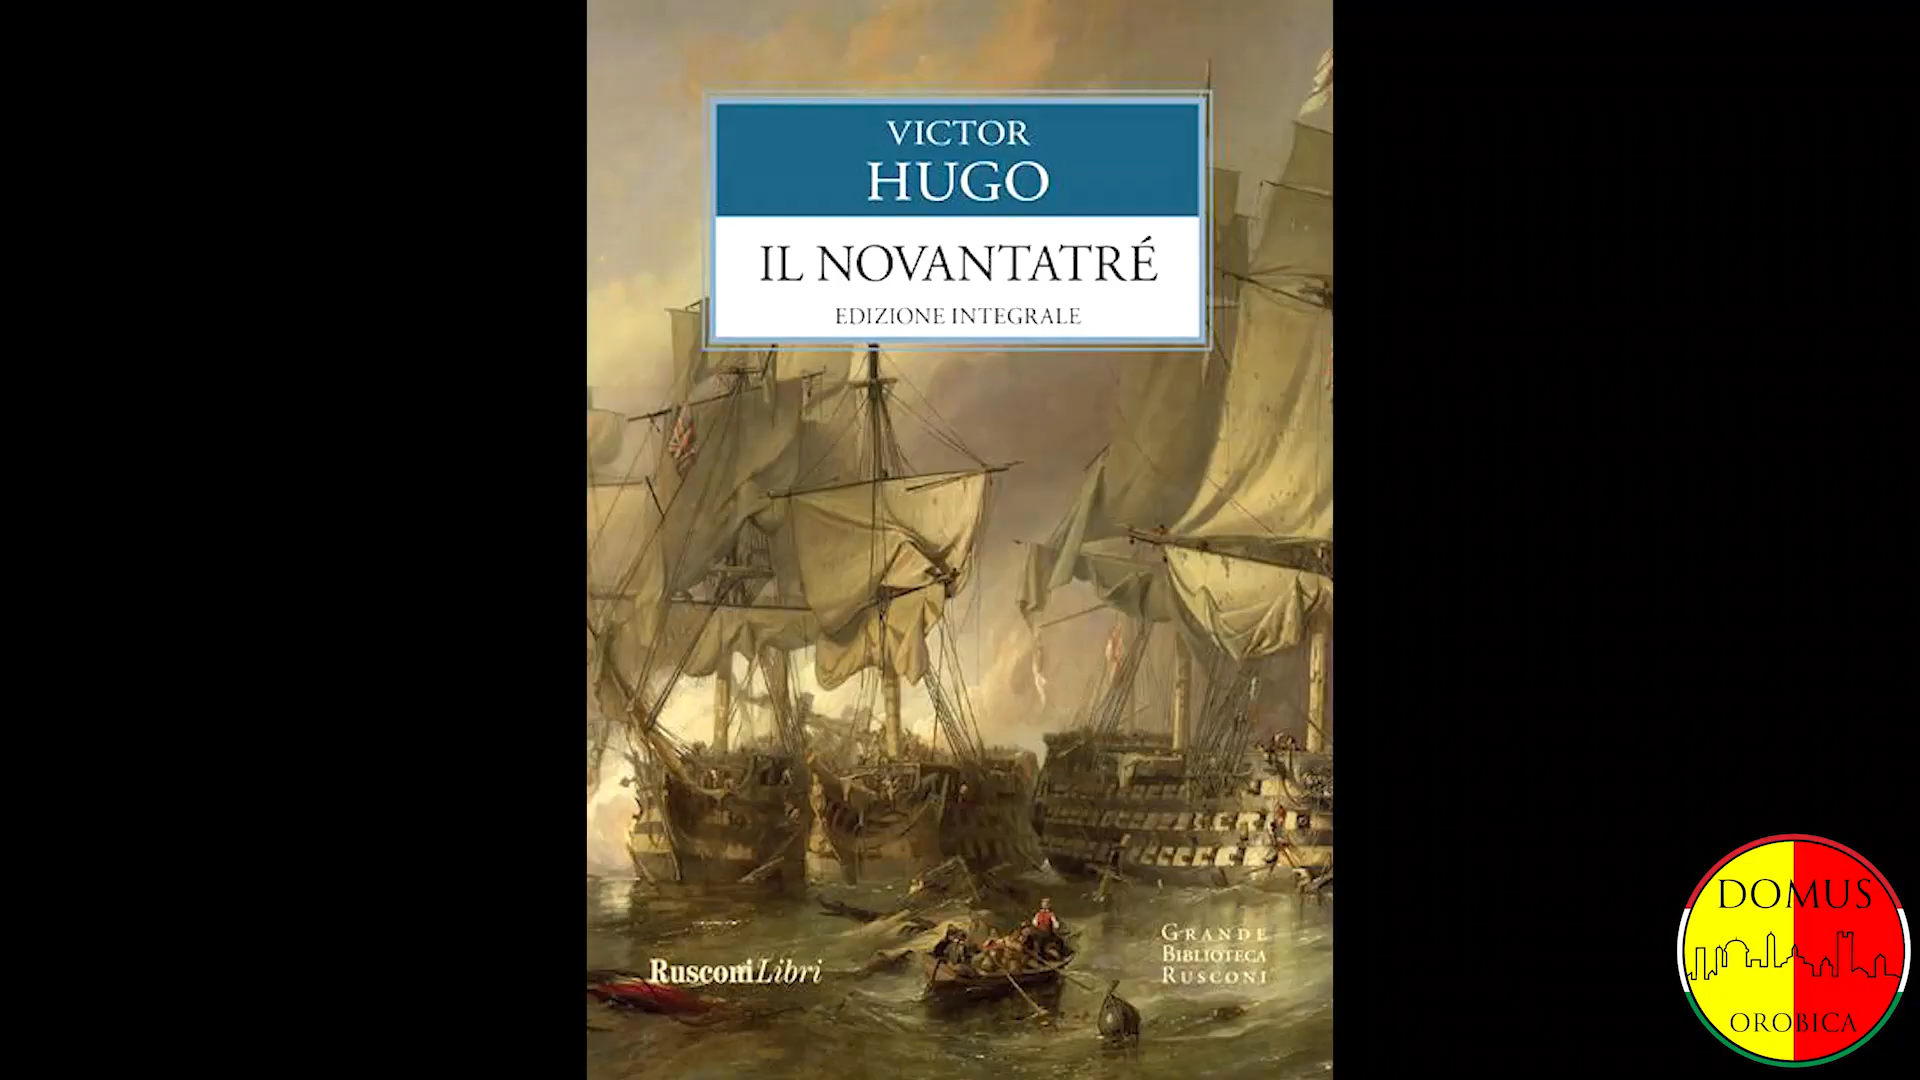 VICTOR
HUGO
IL NOVANTATRÉ
EDIZIONE INTEGRALE
RusconiLibri
GRANDE
BIBLIOTECA
RUSCONI
DOMUS
OROBICA